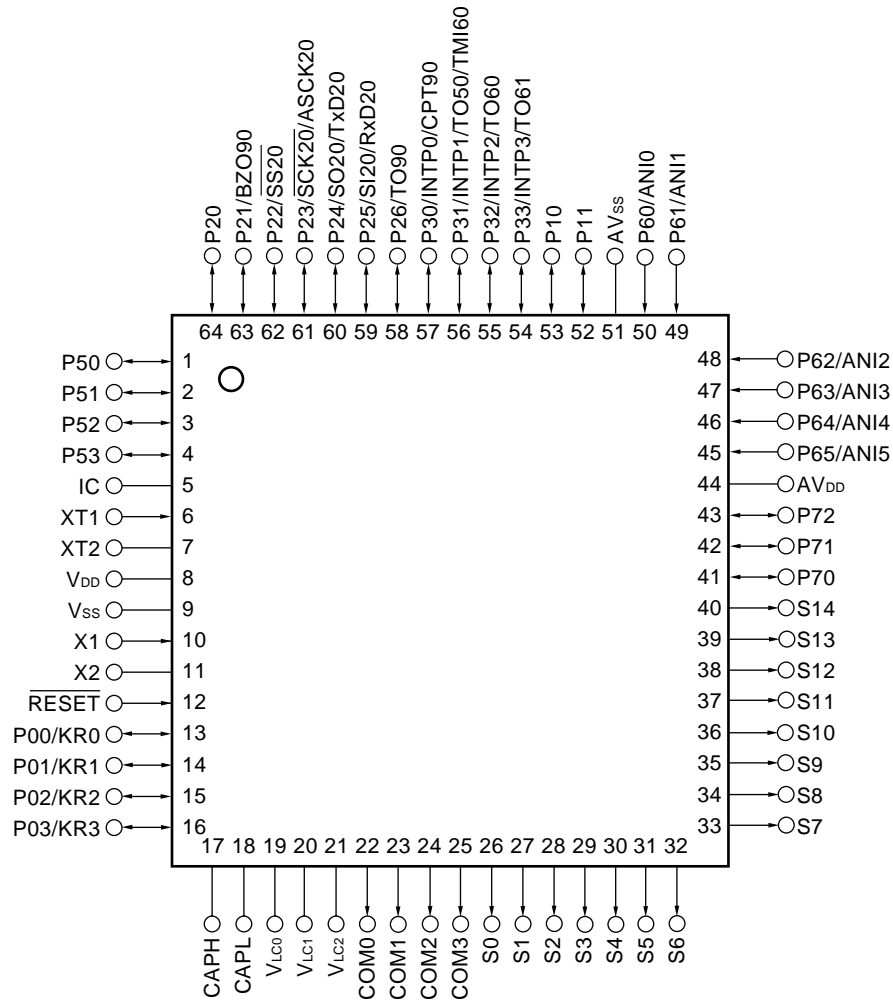 P20
P21/BZO90
P22/SS20
P23/SCK20/ASCK20
P24/SO20/TxD20
P25/SI20/RxD20
P26/TO90
P30/INTP0/CPT90
P31/INTP1/TO50/TMI60
P32/INTP2/TO60
P33/INTP3/TO61
P10
P11
AVSS
P60/ANI0
P61/ANI1
64 63 62 61 60 59 58 57 56 55 54 53 52 51 50 49
P50 1
P51 2
P52 3
P53 4
IC 5
XT1 6
XT2 7
VDD 8
VSS 9
X1 10
X2 11
RESET 12
P00/KR0 13
P01/KR1 14
P02/KR2 15
P03/KR3 16
48 P62/ANI2
47 P63/ANI3
46 P64/ANI4
45 P65/ANI5
44 AVDD
43 P72
42 P71
41 P70
40 S14
39 S13
38 S12
37 S11
36 S10
35 S9
34 S8
33 S7
17 18 19 20 21 22 23 24 25 26 27 28 29 30 31 32
CAPH
CAPL
VLC0
VLC1
VLC2
COM0
COM1
COM2
COM3
S0
S1
S2
S3
S4
S5
S6